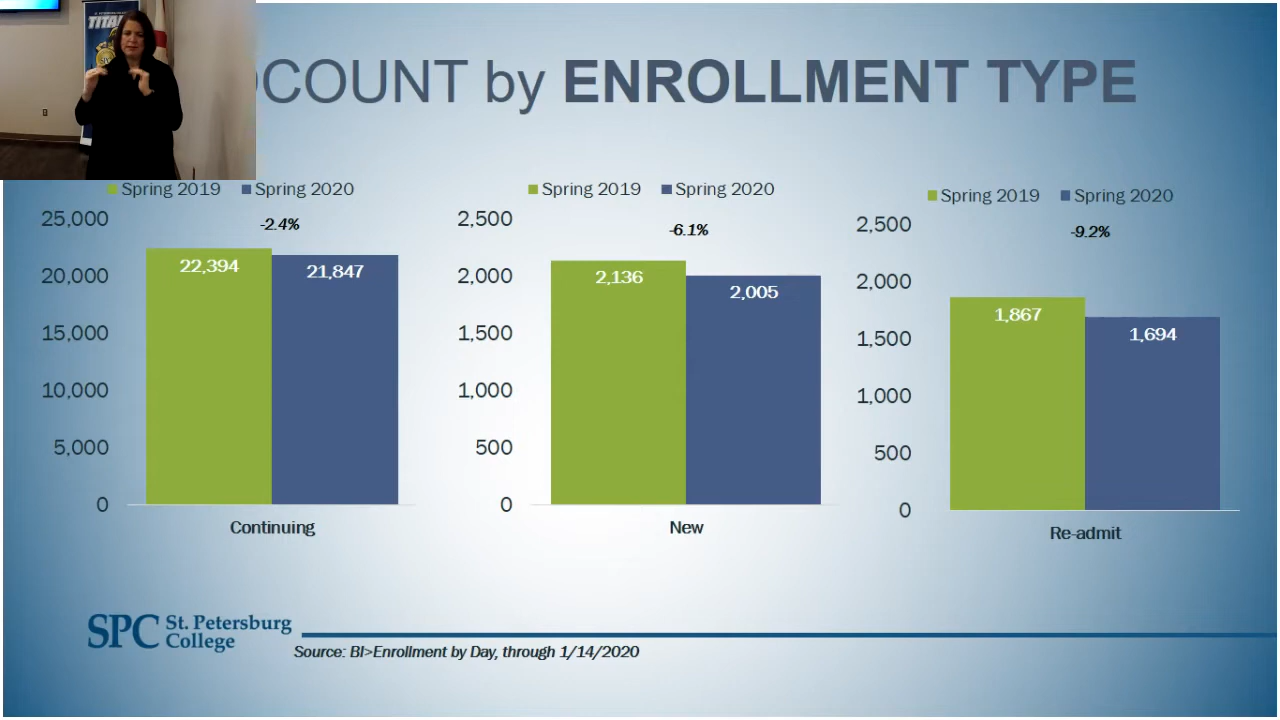 TITA
COUNT by ENROLLMENT TYPE
Spring 2019 Spring 2020
-2.4%
25,000
20,000
15,000
10,000
5,000
0
22,394
21,847
Continuing
Spring 2019 Spring 2020
-6.1%
2,500
2,000
1,500
1,000
500
0
2,136
2,005
New
Spring 2019 Spring 2020
-9.2%
2,500
2,000
1,500
1,000
500
0
1,867
1,694
Re-admit
SPC St. Petersburg
College
Source: BI>Enrollment by Day, through 1/14/2020